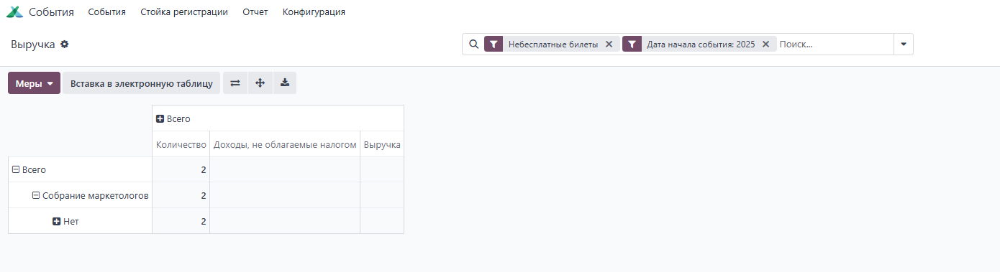 События События Стойка регистрации Отчет Конфигурация
Выручка Небесплатные билеты Дата начала события: 2025 Поиск...
Меры Вставка в электронную таблицу
Всего
Количество Доходы, не облагаемые налогом Выручка
Всего 2
Собрание маркетологов 2
Нет 2